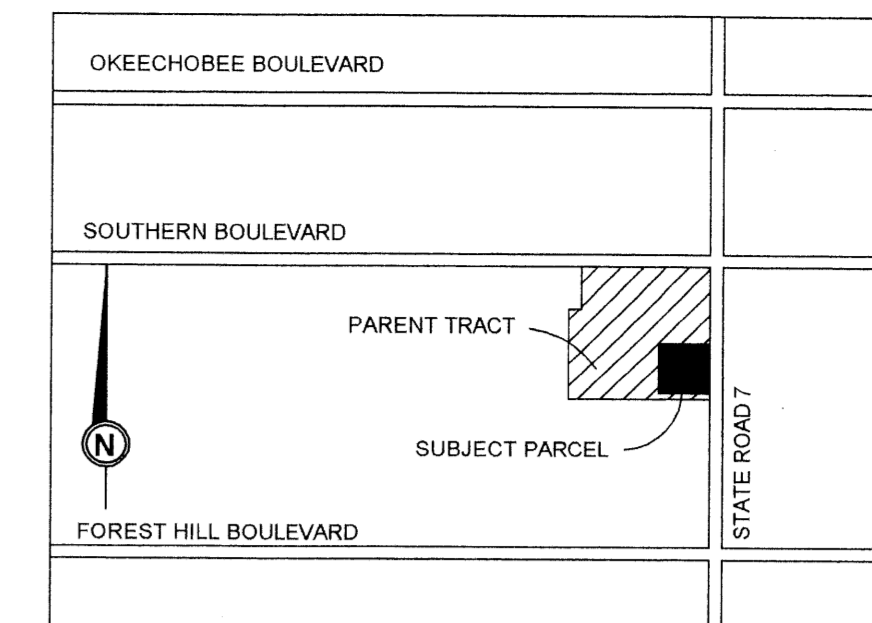 OKEECHOBEE BOULEVARD
SOUTHERN BOULEVARD
PARENT TRACT
STATE ROAD 7
N
SUBJECT PARCEL
FOREST HILL BOULEVARD